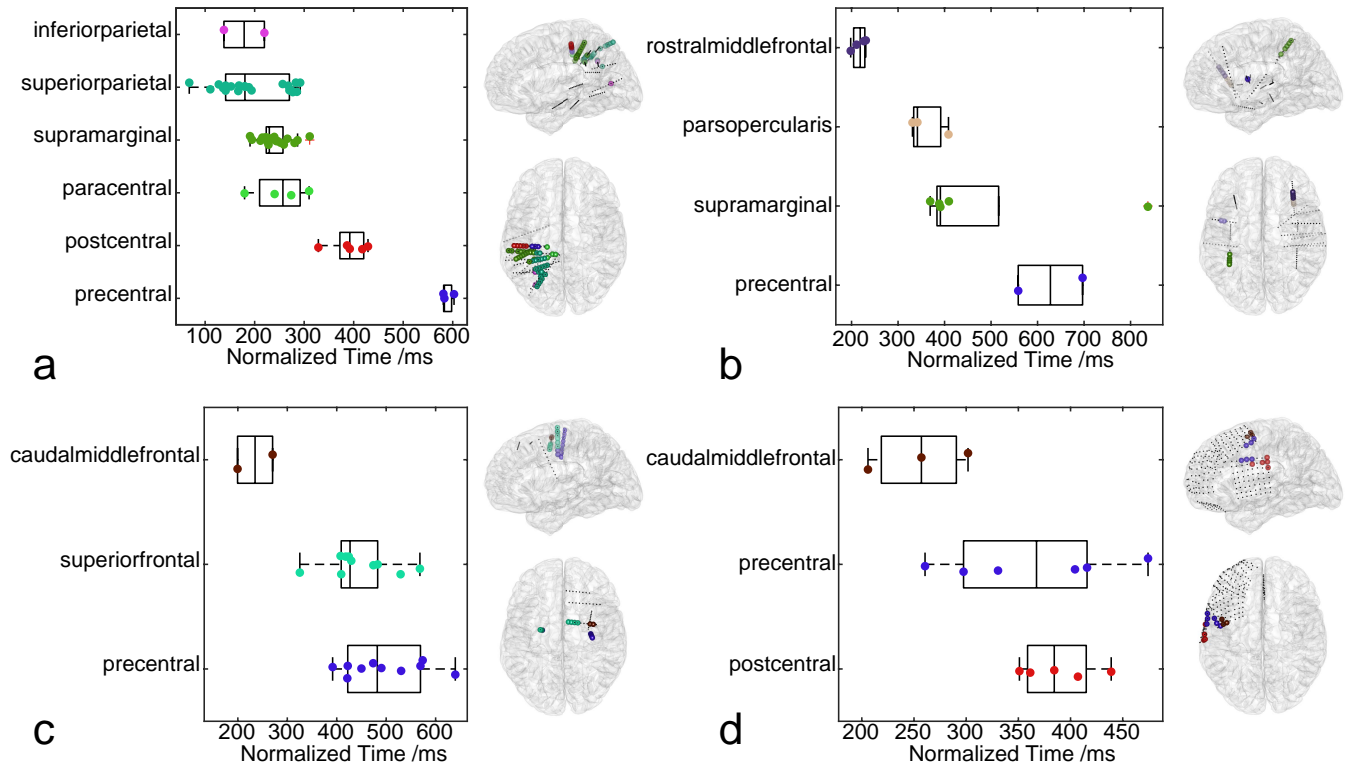 inferiorparietal
superiorparietal
supramarginal
paracentral
postcentral
precentral
100 200 300 400 500 600
Normalized Time /ms
a
rostralmiddlefrontal
parsopercularis
supramarginal
precentral
200 300 400 500 600 700 800
Normalized Time /ms
b
caudalmiddlefrontal
superiorfrontal
precentral
200 300 400 500 600
Normalized Time /ms
c
caudalmiddlefrontal
precentral
postcentral
200 250 300 350 400 450
Normalized Time /ms
d